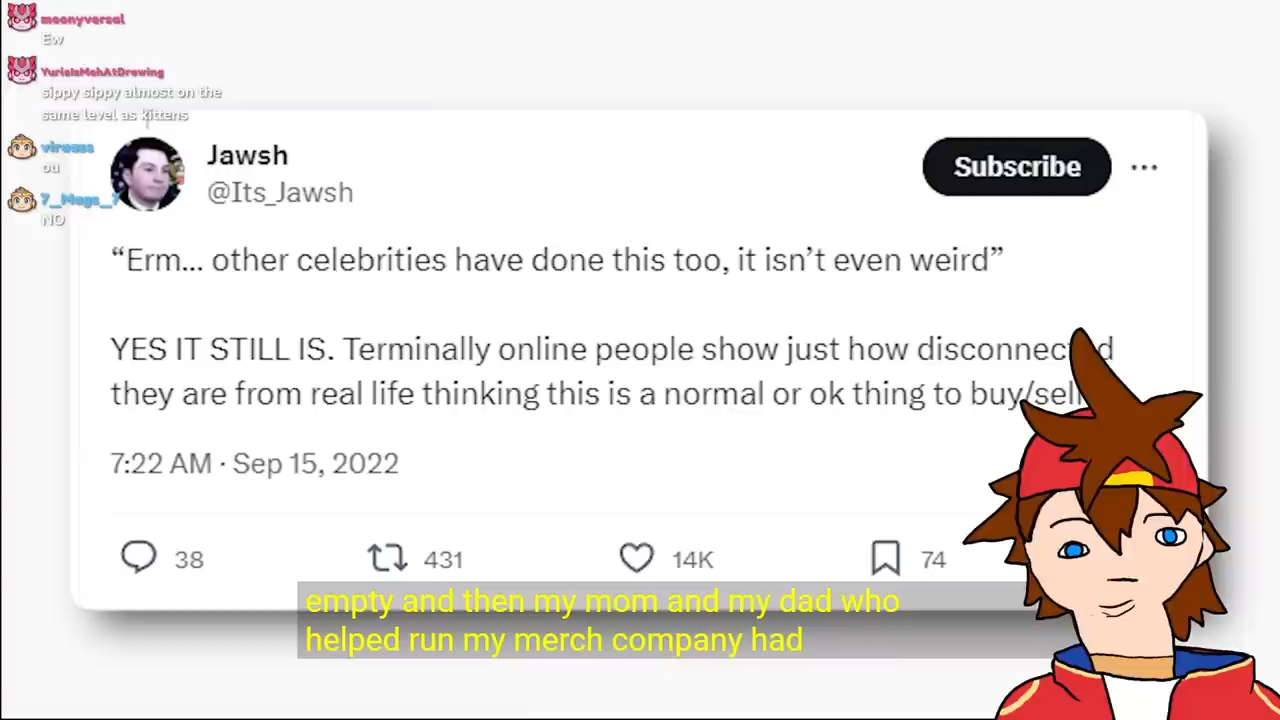 moonyversal
Ew
YurieIsMehAtDrawing
sippy sippy almost on the
same level as kittens
vireass
ou
7_Mags_7
NO
Jawsh
@Its_Jawsh
Subscribe
“Erm... other celebrities have done this too, it isn’t even weird”
YES IT STILL IS. Terminally online people show just how disconnec d
they are from real life thinking this is a normal or ok thing to buy/sell
7:22 AM · Sep 15, 2022
38
431
14K
74
empty and then my mom and my dad who
helped run my merch company had